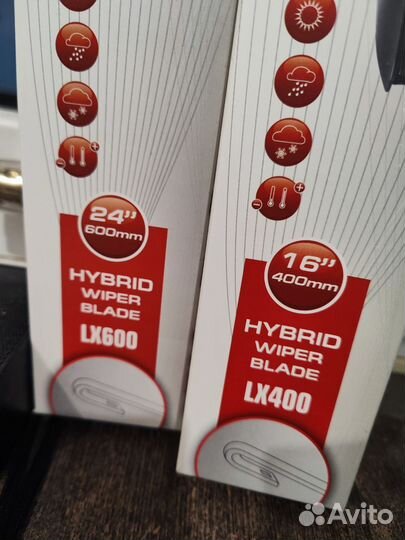 24"
600mm
HYBRID
WIPER
BLADE
LX600
16"
400mm
HYBRID
WIPER
BLADE
LX400
Avito